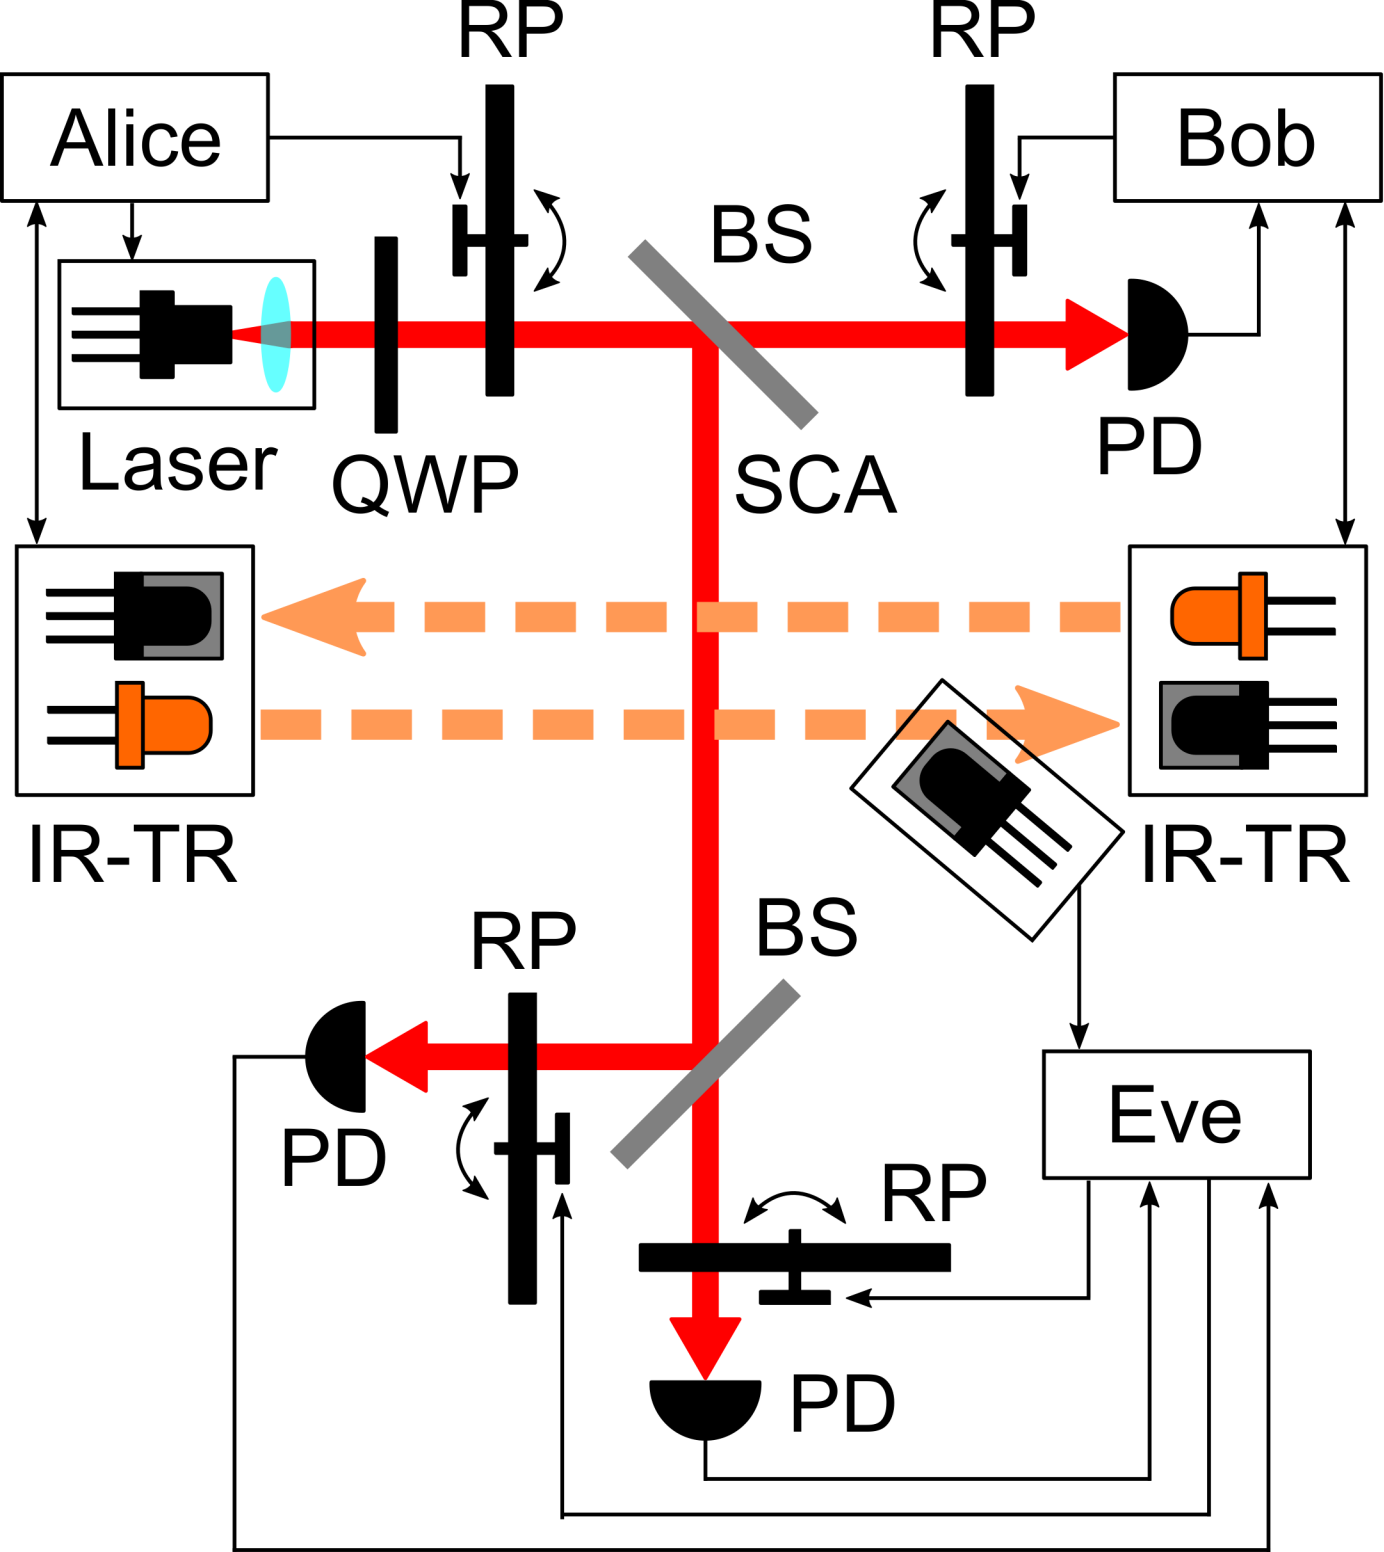 RP
RP
Alice
Bob
BS
Laser
QWP
SCA
PD
IR-TR
IR-TR
RP
BS
PD
Eve
RP
PD